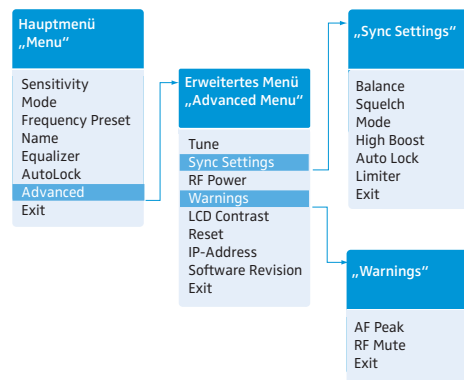 Hauptmenü
„Menu“
Sensitivity
Mode
Frequency Preset
Name
Equalizer
AutoLock
Advanced
Exit
Erweitertes Menü
„Advanced Menu“
Tune
Sync Settings
RF Power
Warnings
LCD Contrast
Reset
IP-Address
Software Revision
Exit
„Sync Settings“
Balance
Squelch
Mode
High Boost
Auto Lock
Limiter
Exit
„Warnings“
AF Peak
RF Mute
Exit